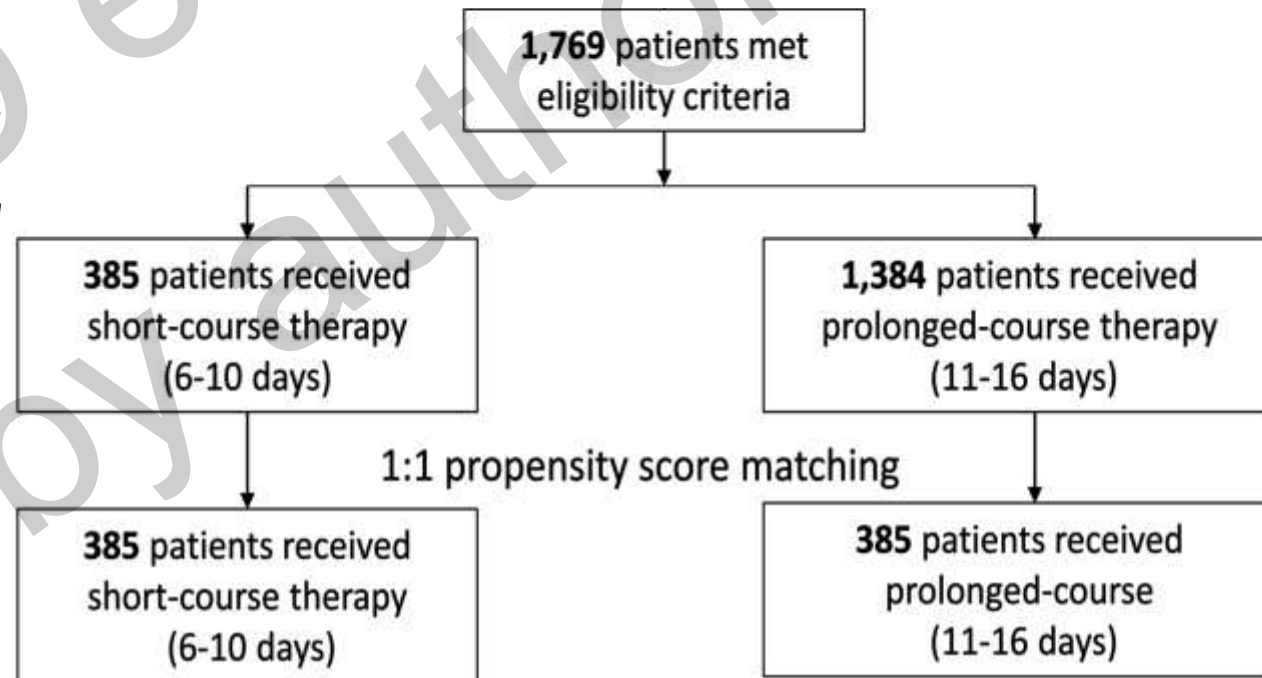 1,769 patients met
eligibility criteria
385 patients received
short-course therapy
(6-10 days)
1,384 patients received
prolonged-course therapy
(11-16 days)
1:1 propensity score matching
385 patients received
short-course therapy
(6-10 days)
385 patients received
prolonged-course
(11-16 days)
by author